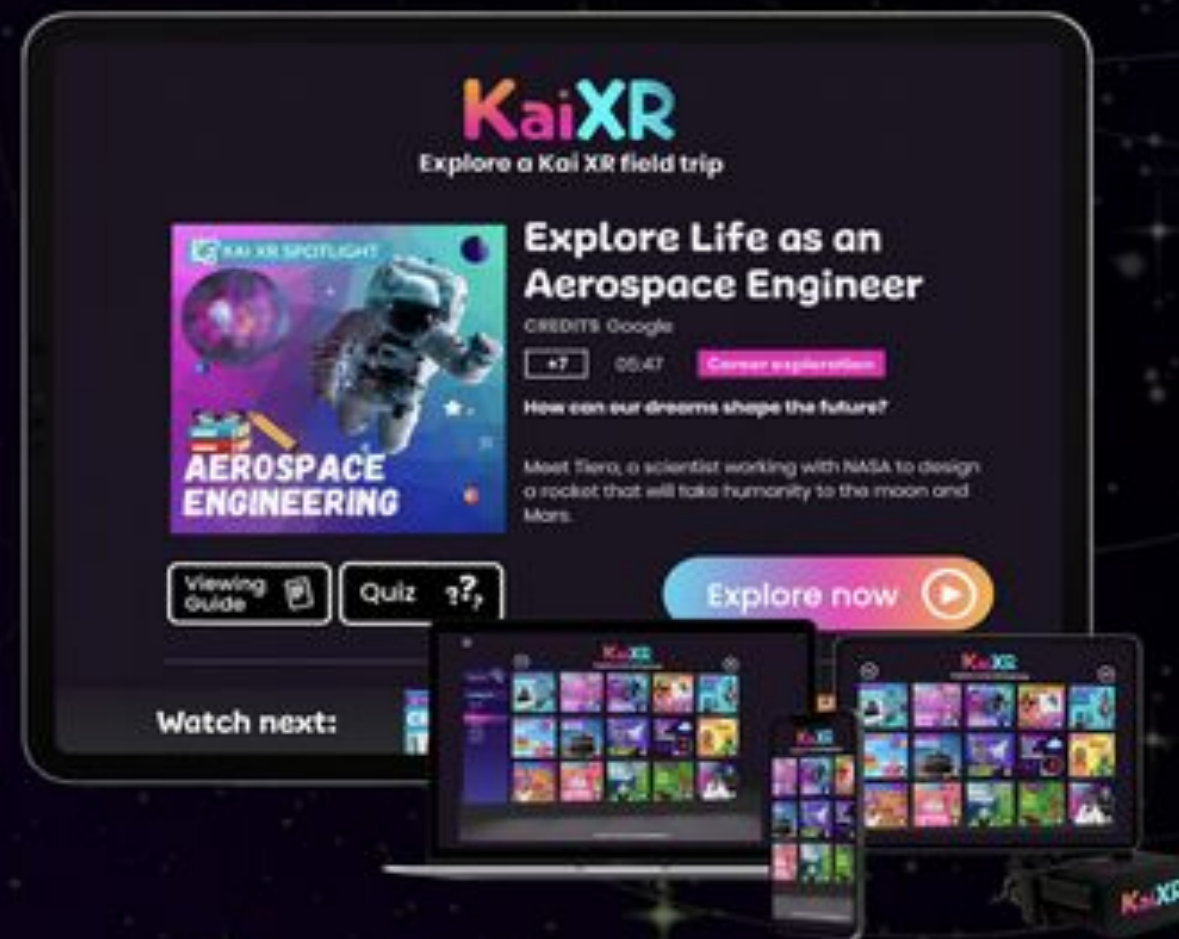 KaiXR
Explore a Kai XR field trip
KAI XR SPOTLIGHT
AEROSPACE
ENGINEERING
Explore Life as an
Aerospace Engineer
CREDITS Google
+7 05:47 Career exploration
How can our dreams shape the future?
Meet Tiera, a scientist working with NASA to design
a rocket that will take humanity to the moon and
Mars.
Viewing
Guide
Quiz ???
Explore now
Watch next:
KaiXR
KaiXR
KaiXR
KaiXR